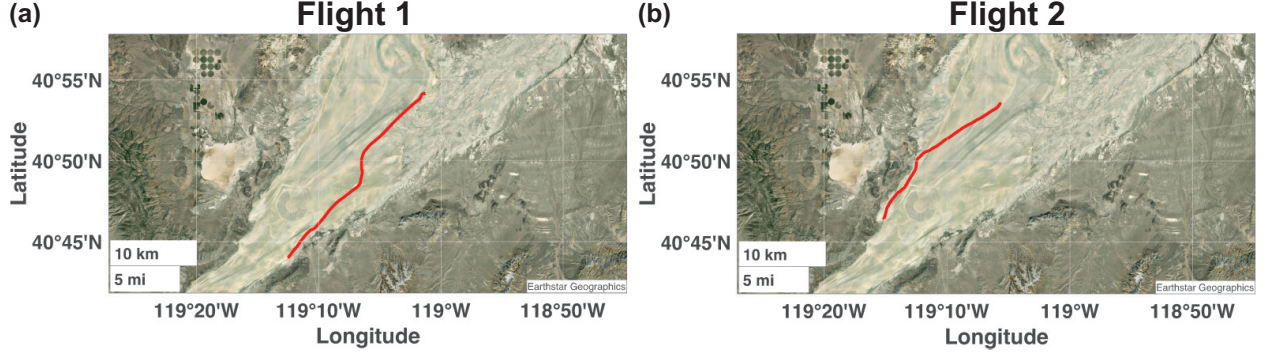 (a)
Flight 1
Latitude
40°55'N
40°50'N
40°45'N
10 km
5 mi
Earthstar Geographics
119°20'W
119°10'W
119°W
118°50'W
Longitude
(b)
Flight 2
Latitude
40°55'N
40°50'N
40°45'N
10 km
5 mi
Earthstar Geographics
119°20'W
119°10'W
119°W
118°50'W
Longitude